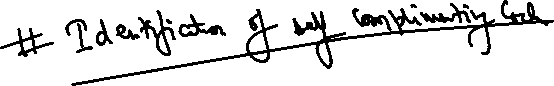 # Identification of self complimenting Code